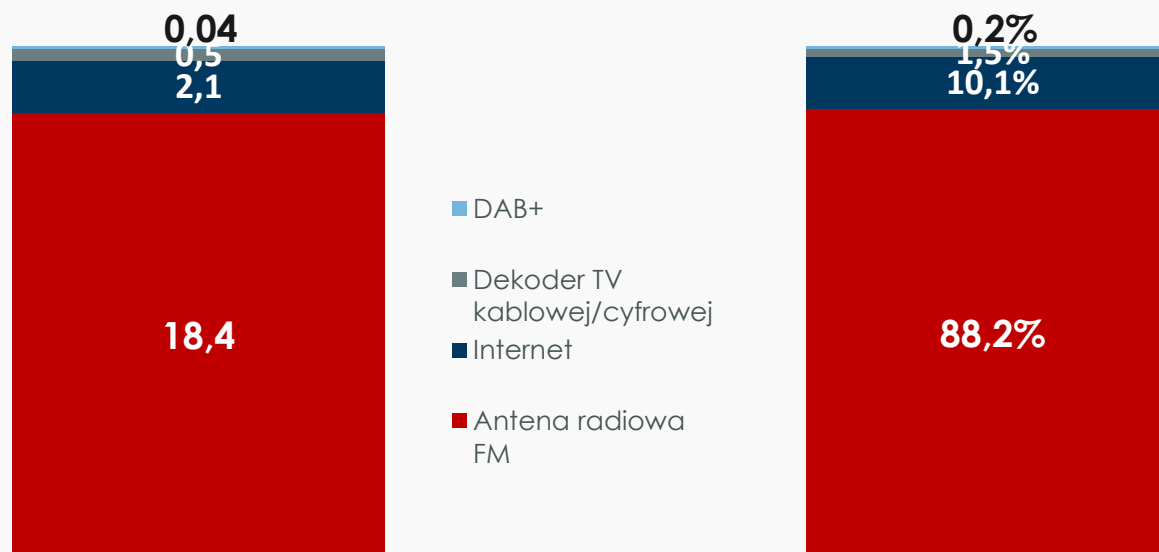 0,04
0,5
2,1
18,4
DAB+
Dekoder TV
kablowej/cyfrowej
Internet
Antena radiowa
FM
0,2%
1,5%
10,1%
88,2%